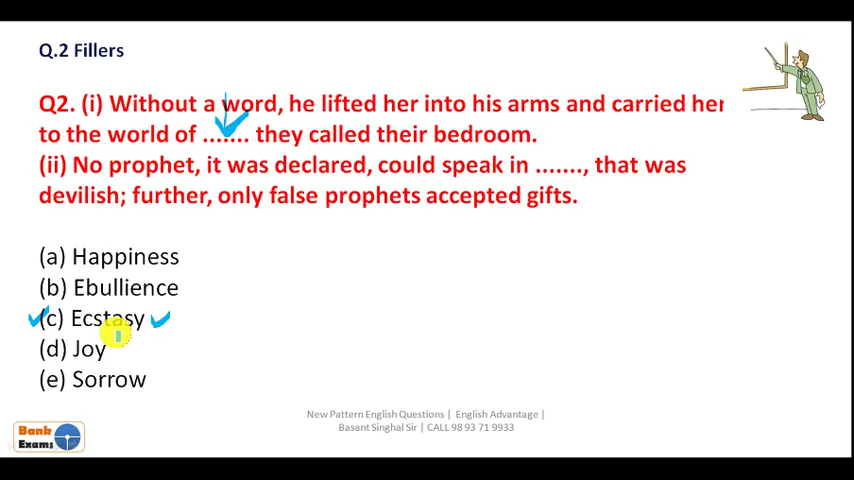 Q.2 Fillers
Q2. (i) Without a word, he lifted her into his arms and carried her
to the world of ....... they called their bedroom.
(ii) No prophet, it was declared, could speak in ......., that was
devilish; further, only false prophets accepted gifts.
(a) Happiness
(b) Ebullience
(c) Ecstasy
(d) Joy
(e) Sorrow
New Pattern English Questions | English Advantage |
Basant Singhal Sir | CALL 98 93 71 9933
Bank
Exams